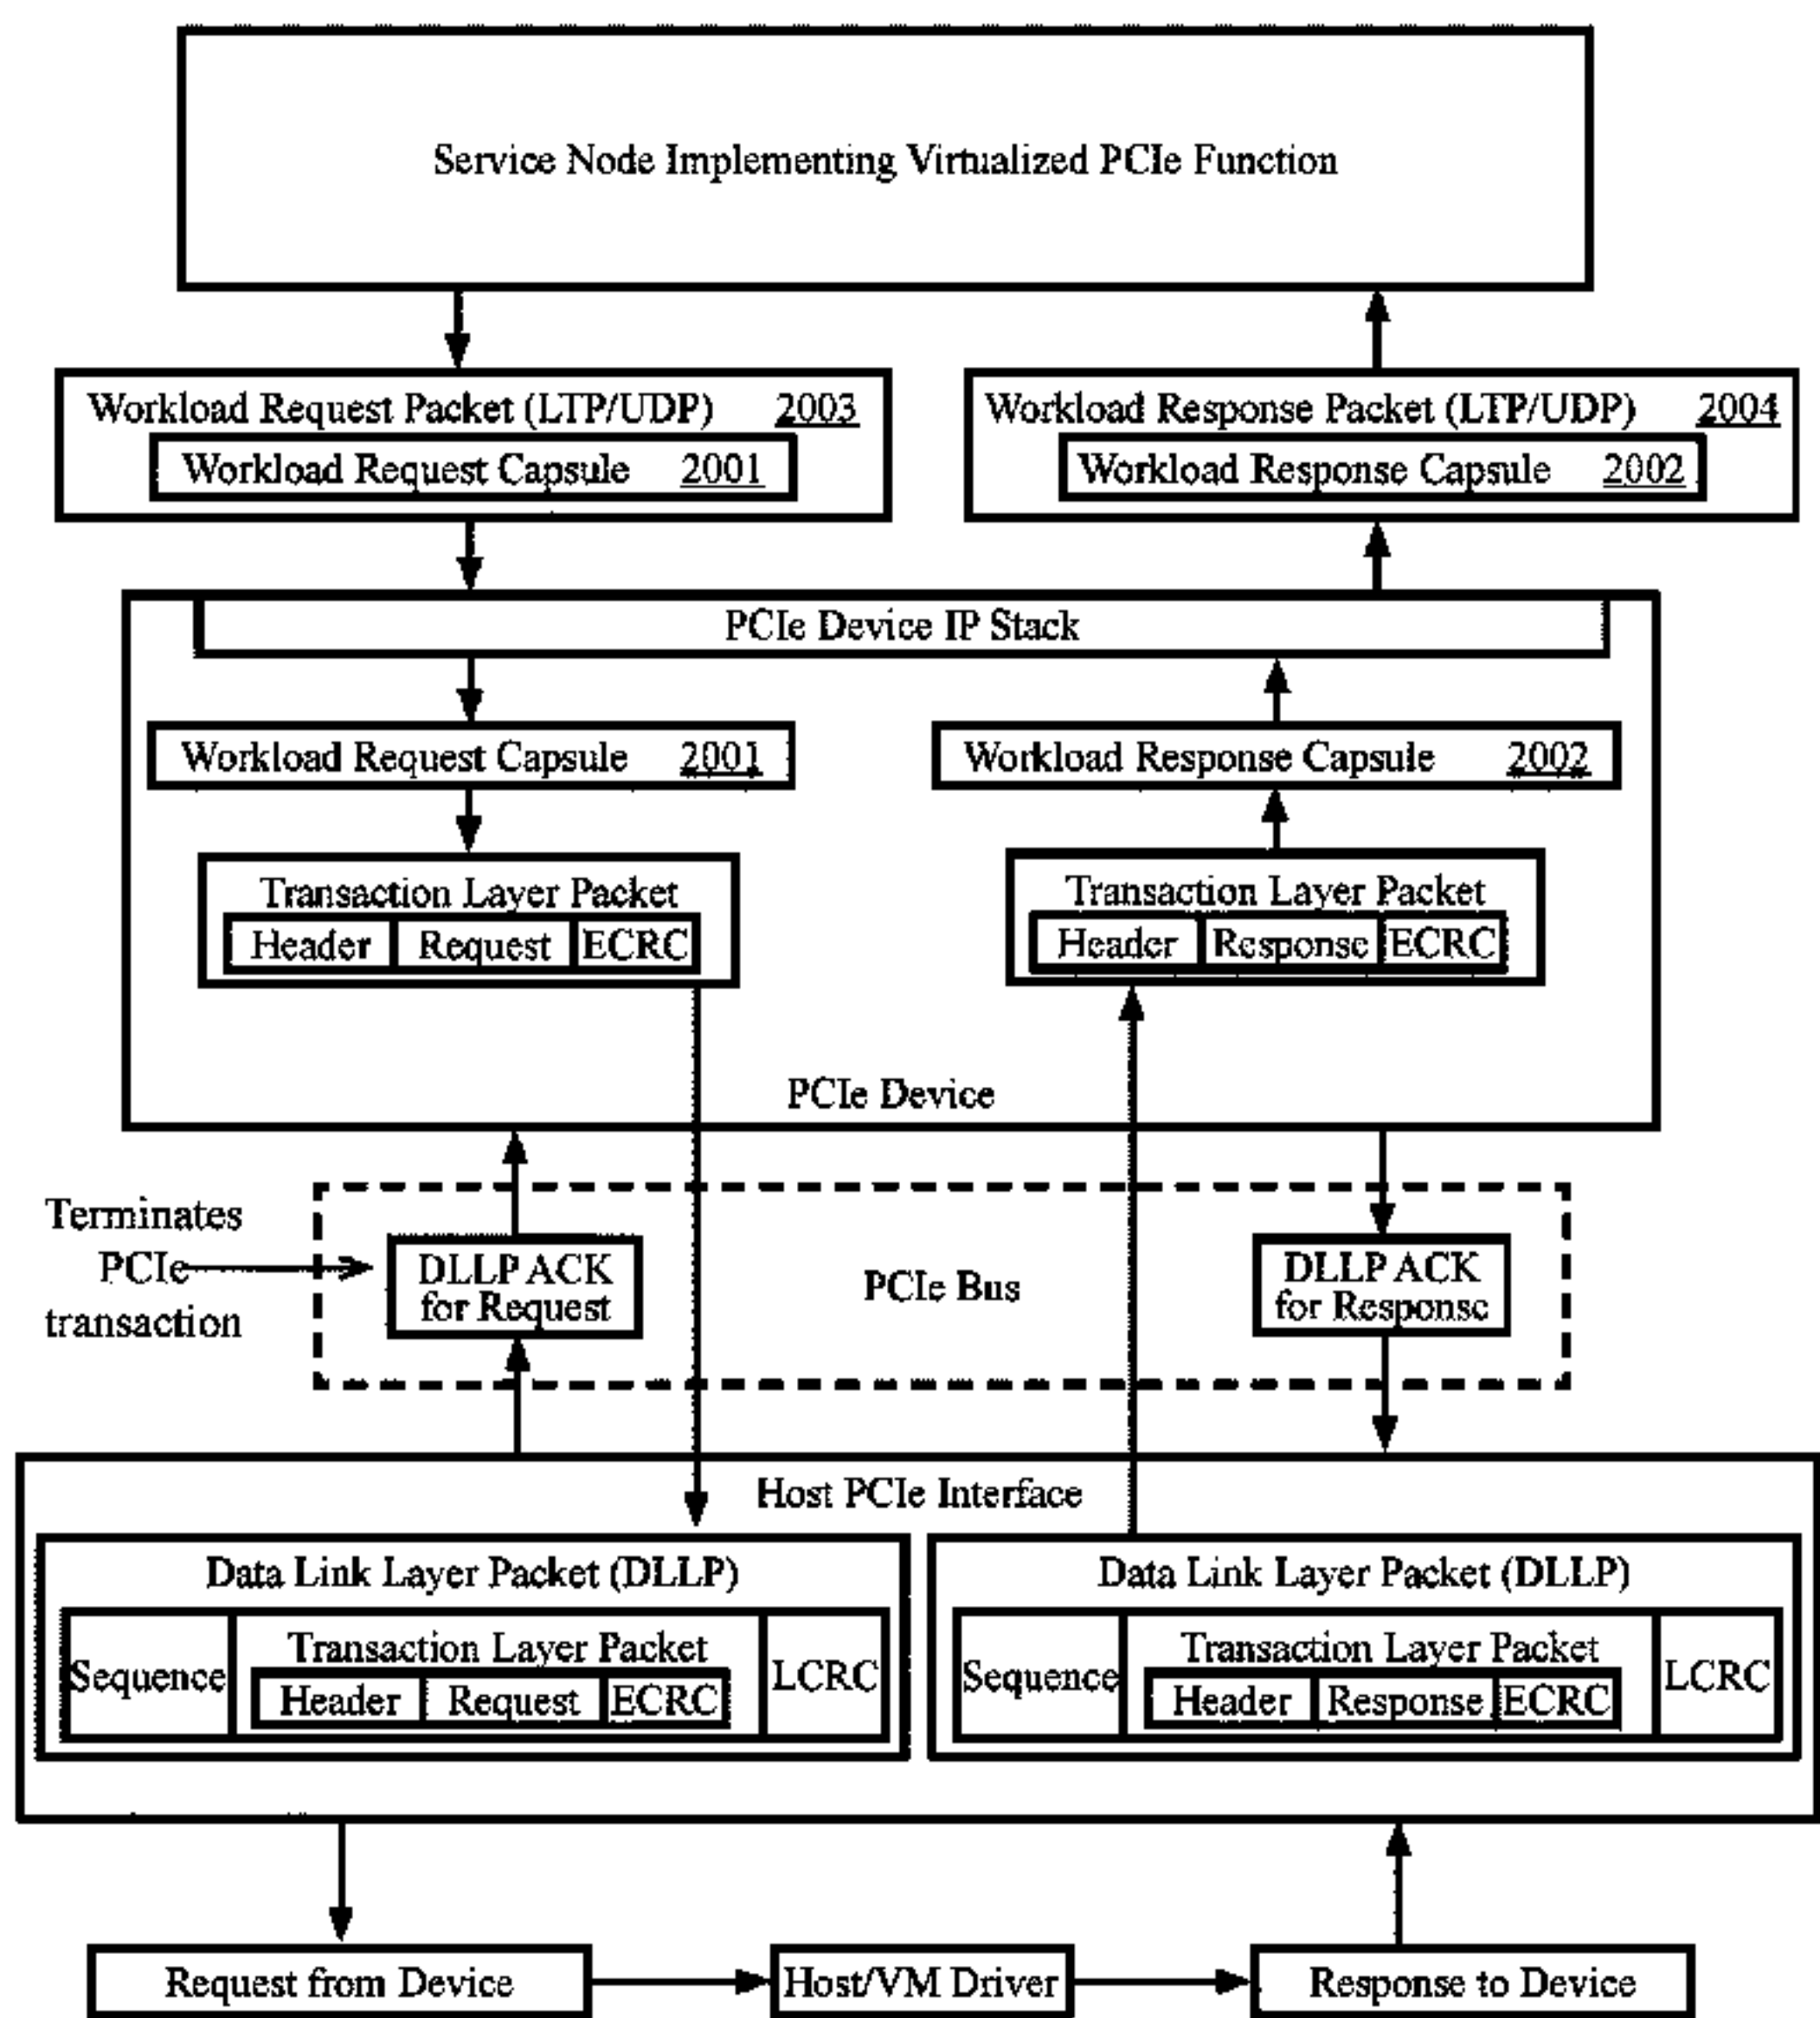 Service Node Implementing Virtualized PCIe Function
Workload Request Packet (LTP/UDP) 2003
Workload Request Capsule 2001
Workload Response Packet (LTP/UDP) 2004
Workload Response Capsule 2002
PCIe Device IP Stack
Workload Request Capsule 2001
Workload Response Capsule 2002
Transaction Layer Packet
Header Request ECRC
Transaction Layer Packet
Header Response ECRC
PCIe Device
Terminates
PCIe
transaction
DLLP ACK
for Request
PCIe Bus
DLLP ACK
for Response
Host PCIe Interface
Data Link Layer Packet (DLLP)
Sequence
Transaction Layer Packet
Header Request ECRC
LCRC
Data Link Layer Packet (DLLP)
Sequence
Transaction Layer Packet
Header Response ECRC
LCRC
Request from Device
Host/VM Driver
Response to Device